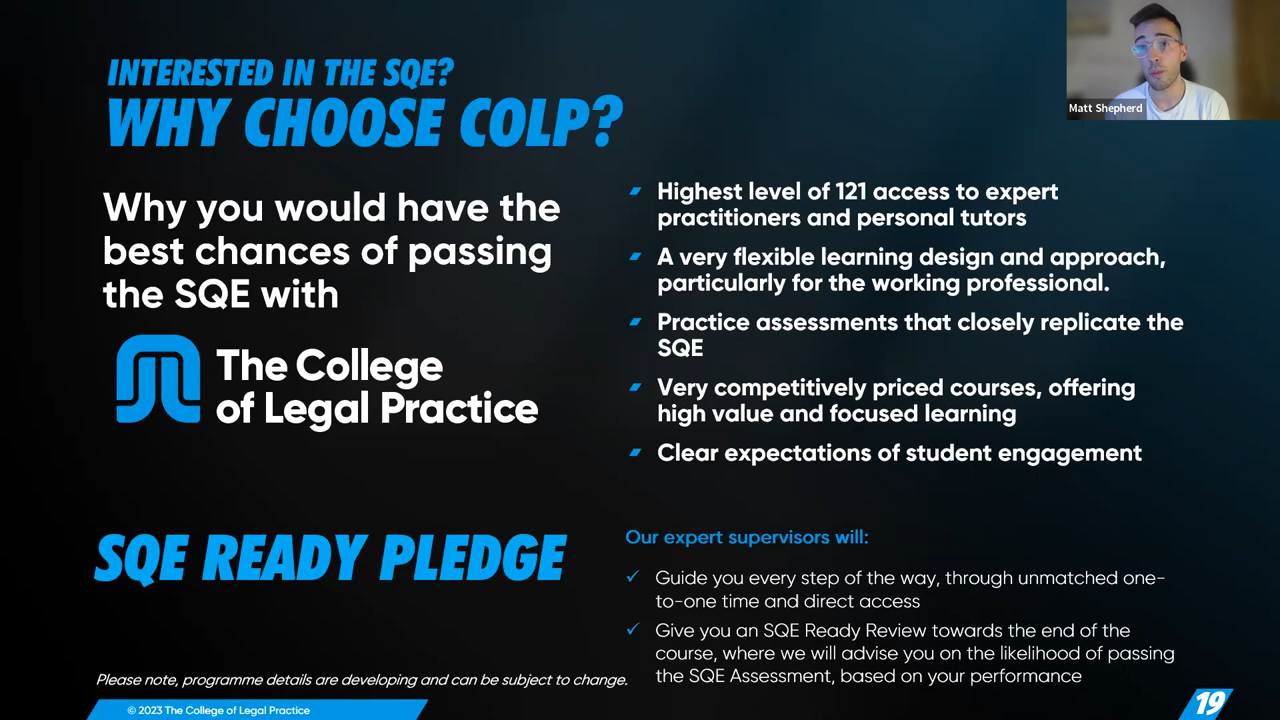 INTERESTED IN THE SQE?
WHY CHOOSE COLP?
Matt Shepherd
Why you would have the
best chances of passing
the SQE with
The College
of Legal Practice
Highest level of 121 access to expert
practitioners and personal tutors
A very flexible learning design and approach,
particularly for the working professional.
Practice assessments that closely replicate the
SQE
Very competitively priced courses, offering
high value and focused learning
Clear expectations of student engagement
SQE READY PLEDGE
Our expert supervisors will:
Guide you every step of the way, through unmatched one-
to-one time and direct access
Give you an SQE Ready Review towards the end of the
course, where we will advise you on the likelihood of passing
the SQE Assessment, based on your performance
Please note, programme details are developing and can be subject to change.
© 2023 The College of Legal Practice
19